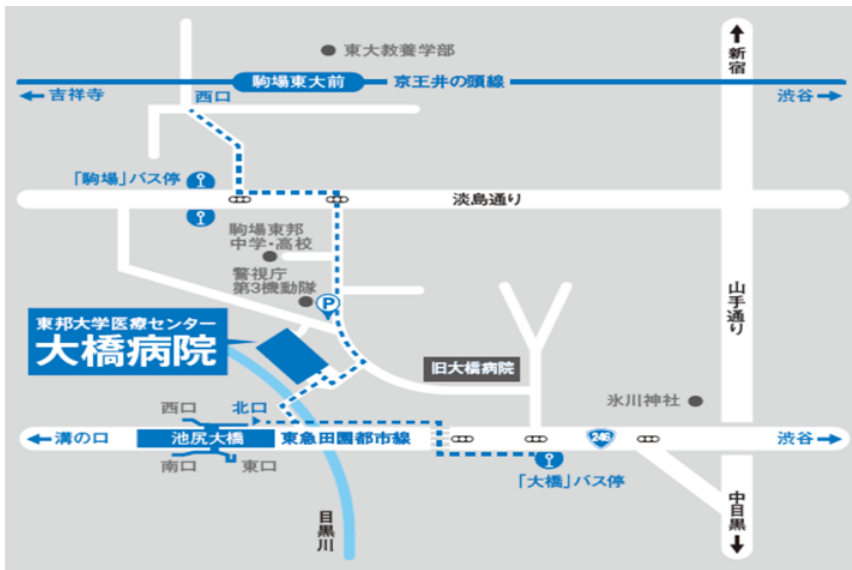 東大教養学部
新宿
駒場東大前
京王井の頭線
吉祥寺
西口
渋谷
「駒場」バス停
淡島通り
駒場東邦
中学・高校
警視庁
第3機動隊
P
山手通り
東邦大学医療センター
大橋病院
旧大橋病院
氷川神社
西口
北口
溝の口
池尻大橋
東急田園都市線
246
渋谷
南口
東口
「大橋」バス停
目黒川
中目黒